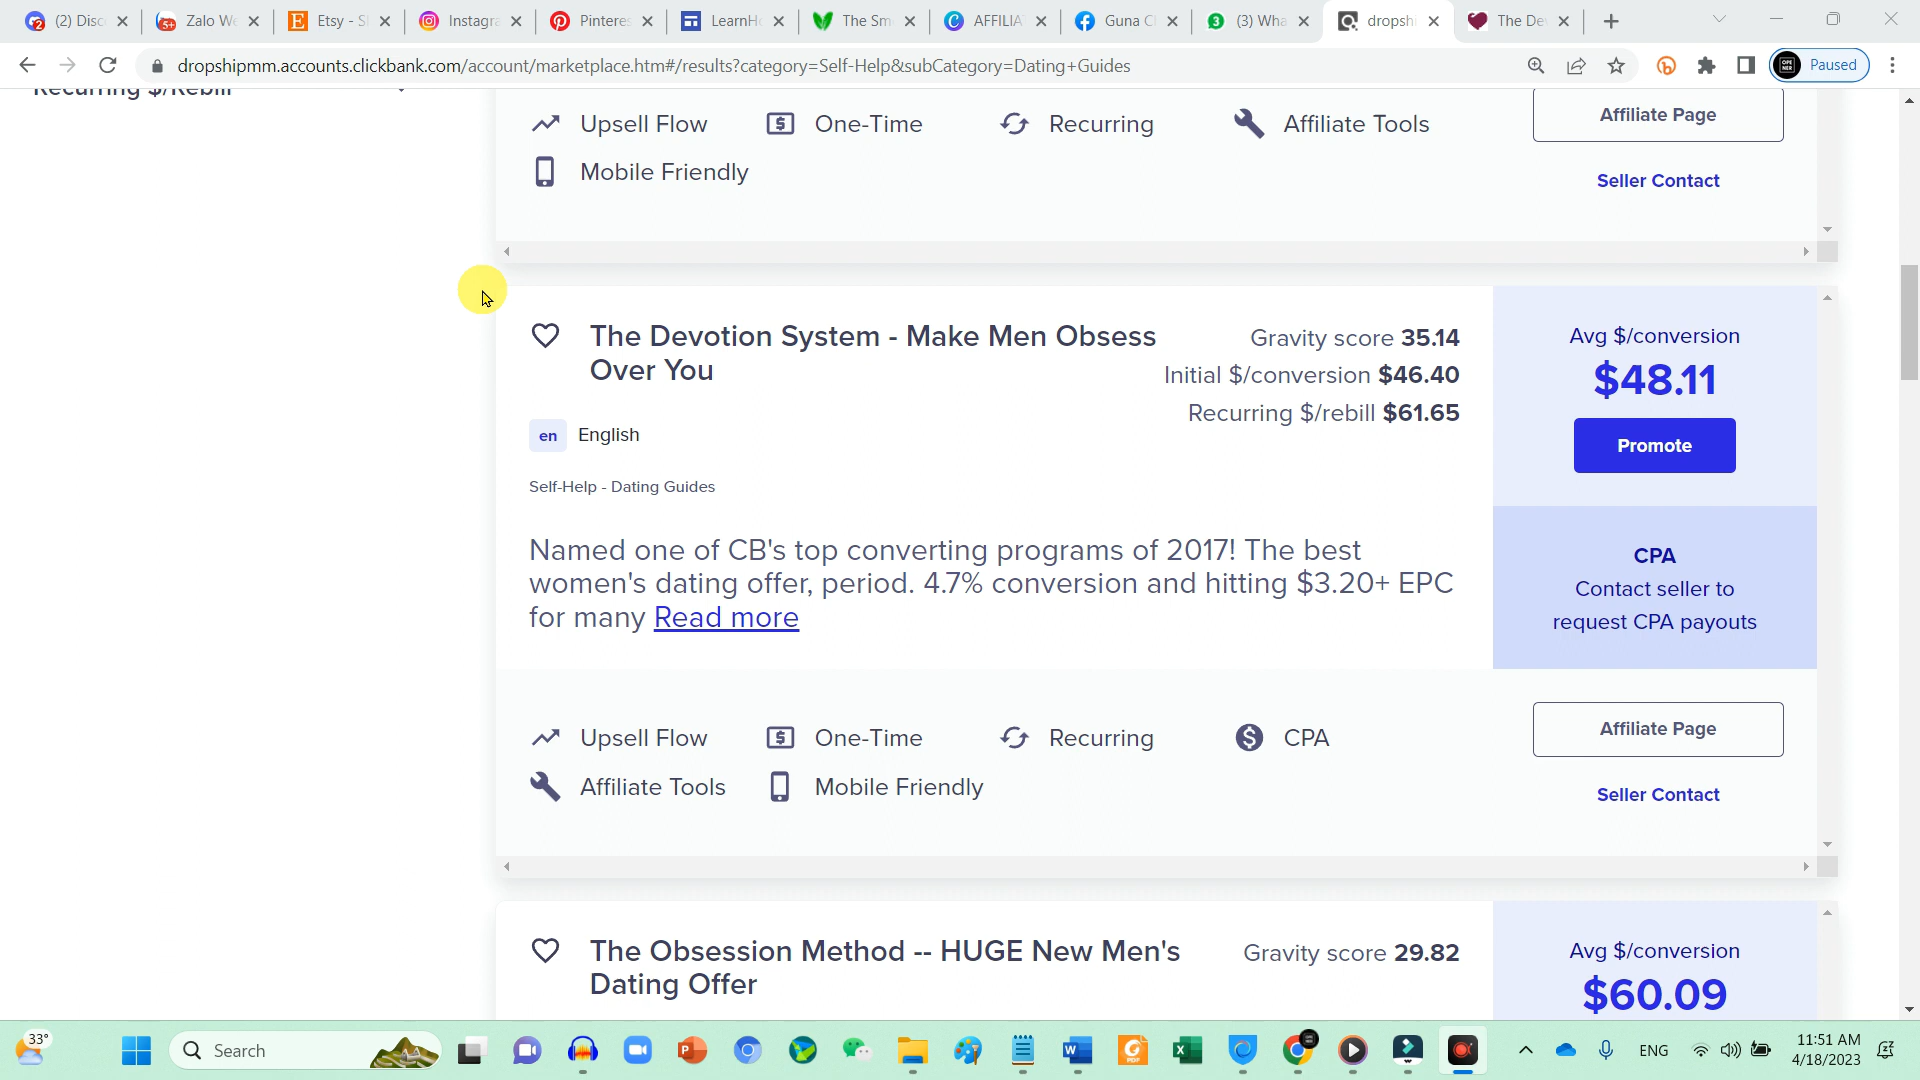 (2) Disc
Zalo We
Etsy - S
Instagra
Pinteres
LearnHo
The Sm
AFFILIA
Guna C
(3) Wha
dropshi
The De
dropshipmm.accounts.clickbank.com/account/marketplace.htm#/results?category=Self-Help&subCategory=Dating+Guides
Paused
Recurring $/Rebill
Upsell Flow One-Time Recurring Affiliate Tools
Mobile Friendly
Affiliate Page
Seller Contact
The Devotion System - Make Men Obsess
Over You
Gravity score 35.14
Initial $/conversion $46.40
Recurring $/rebill $61.65
Avg $/conversion
$48.11
Promote
en English
Self-Help - Dating Guides
Named one of CB's top converting programs of 2017! The best
women's dating offer, period. 4.7% conversion and hitting $3.20+ EPC
for many Read more
CPA
Contact seller to
request CPA payouts
Upsell Flow One-Time Recurring CPA
Affiliate Tools Mobile Friendly
Affiliate Page
Seller Contact
The Obsession Method -- HUGE New Men's
Dating Offer
Gravity score 29.82
Avg $/conversion
$60.09
33°
Search
ENG
11:51 AM
4/18/2023